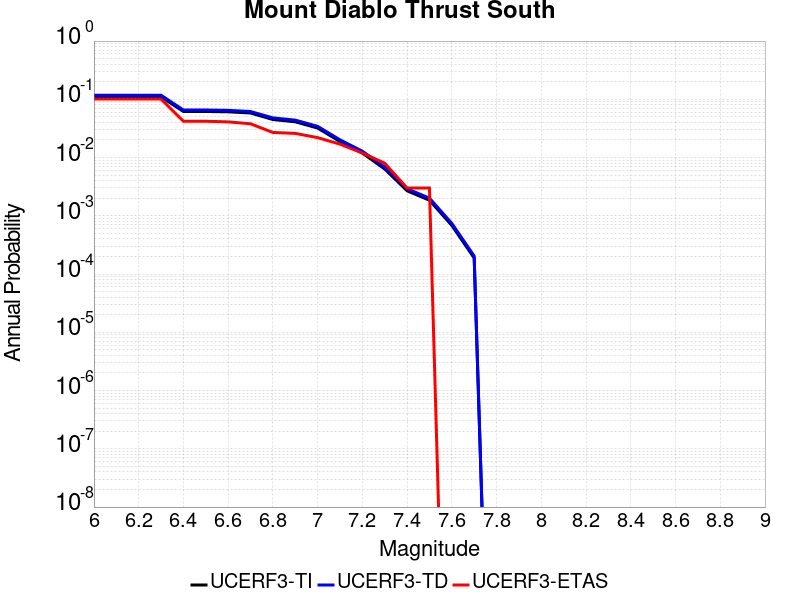 Mount Diablo Thrust South
10^0
10^-1
10^-2
10^-3
10^-4
10^-5
10^-6
10^-7
10^-8
Annual Probability
6 6.2 6.4 6.6 6.8 7 7.2 7.4 7.6 7.8 8 8.2 8.4 8.6 8.8 9
Magnitude
UCERF3-TI UCERF3-TD UCERF3-ETAS